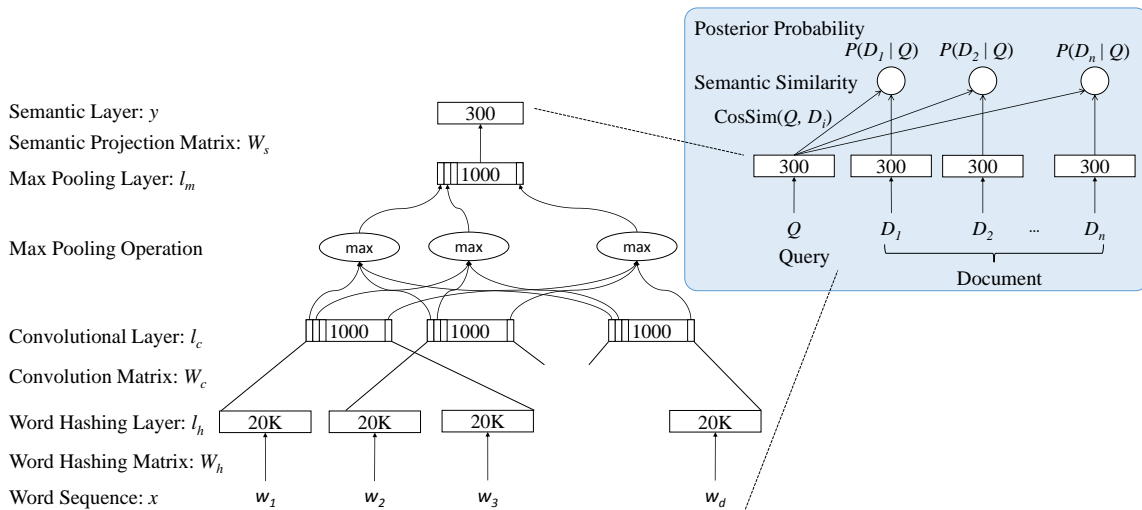 Posterior Probability
P(D1 | Q) P(D2 | Q) P(Dn | Q)
Semantic Similarity
CosSim(Q, Di)
300 300 300 300
Q D1 D2 ... Dn
Query
Document
Semantic Layer: y
300
Semantic Projection Matrix: Ws
Max Pooling Layer: lm
1000
Max Pooling Operation
max max max
Convolutional Layer: lc
1000 1000 1000
Convolution Matrix: Wc
Word Hashing Layer: lh
20K 20K 20K 20K
Word Hashing Matrix: Wh
Word Sequence: x
w1 w2 w3 wd